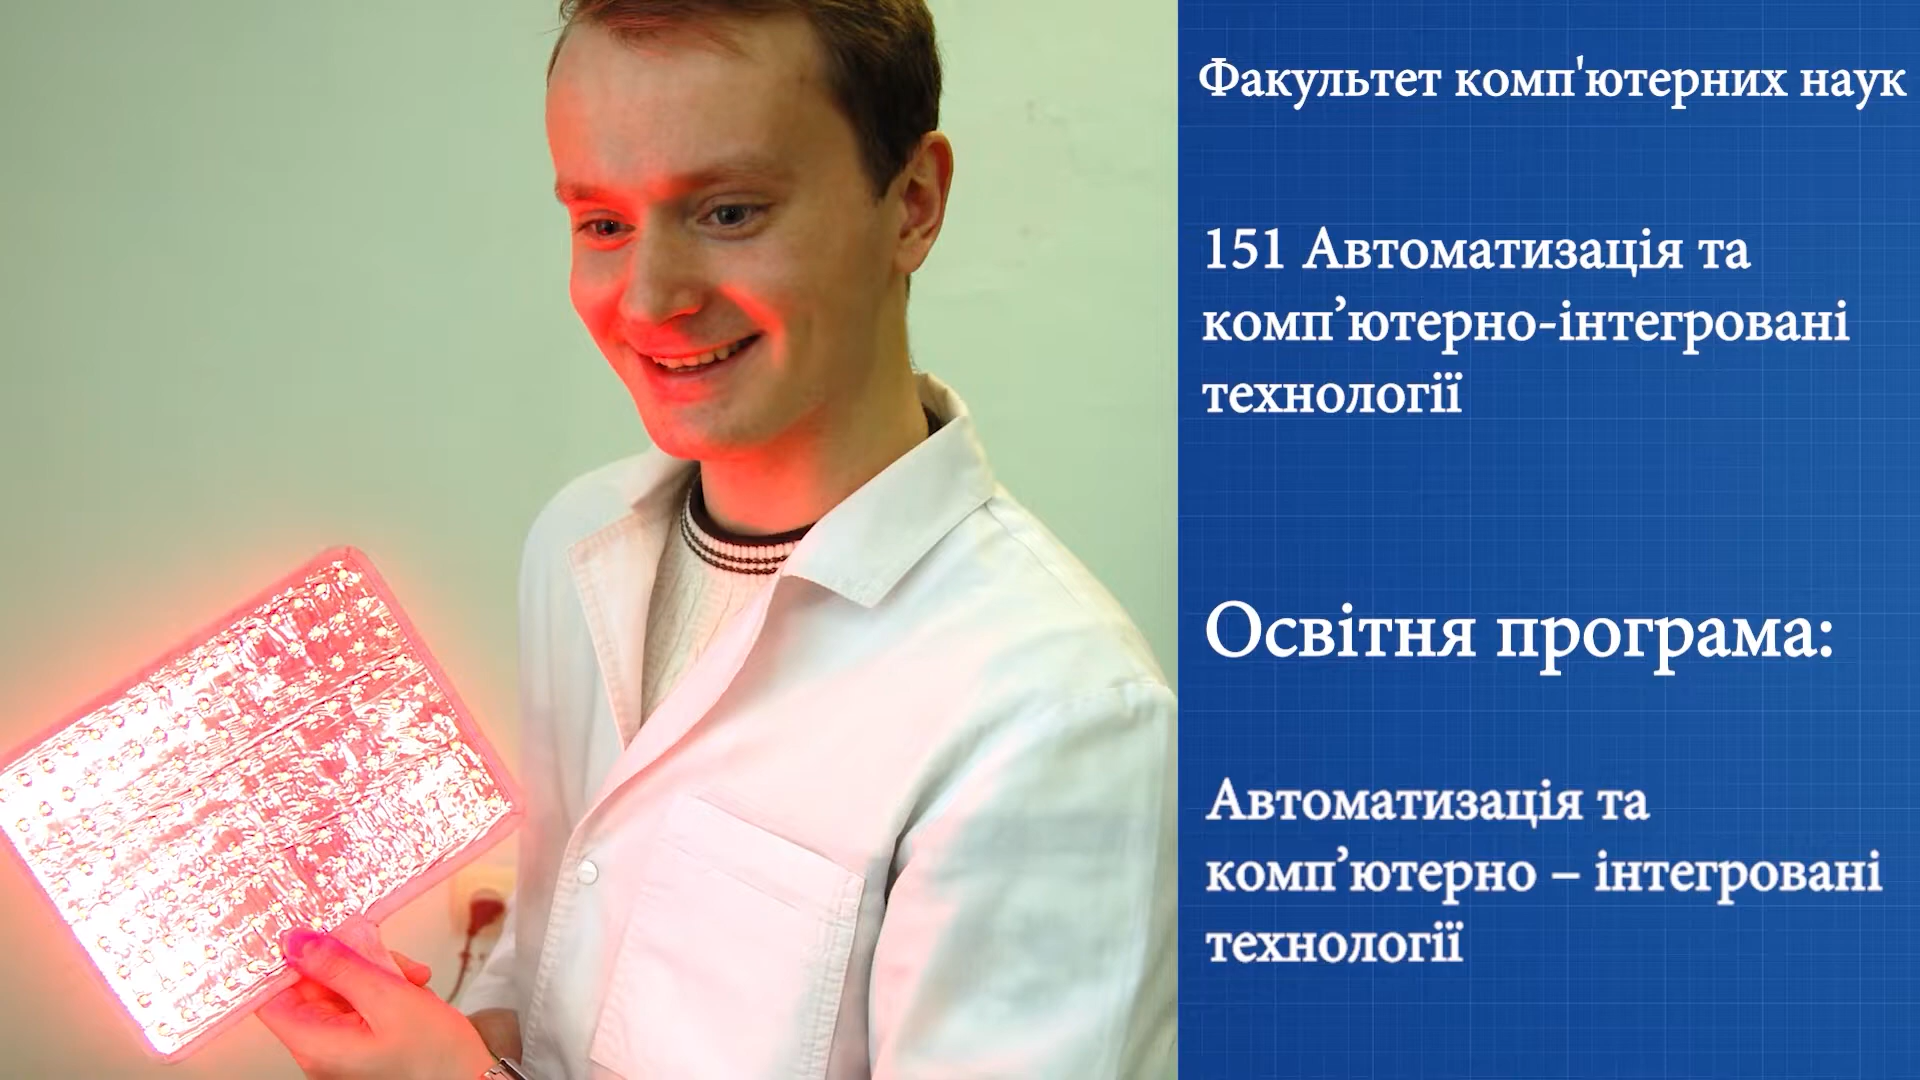 Факультет комп'ютерних наук
151 Автоматизація та
комп’ютерно-інтегровані
технології
Освітня програма:
Автоматизація та
комп’ютерно – інтегровані
технології